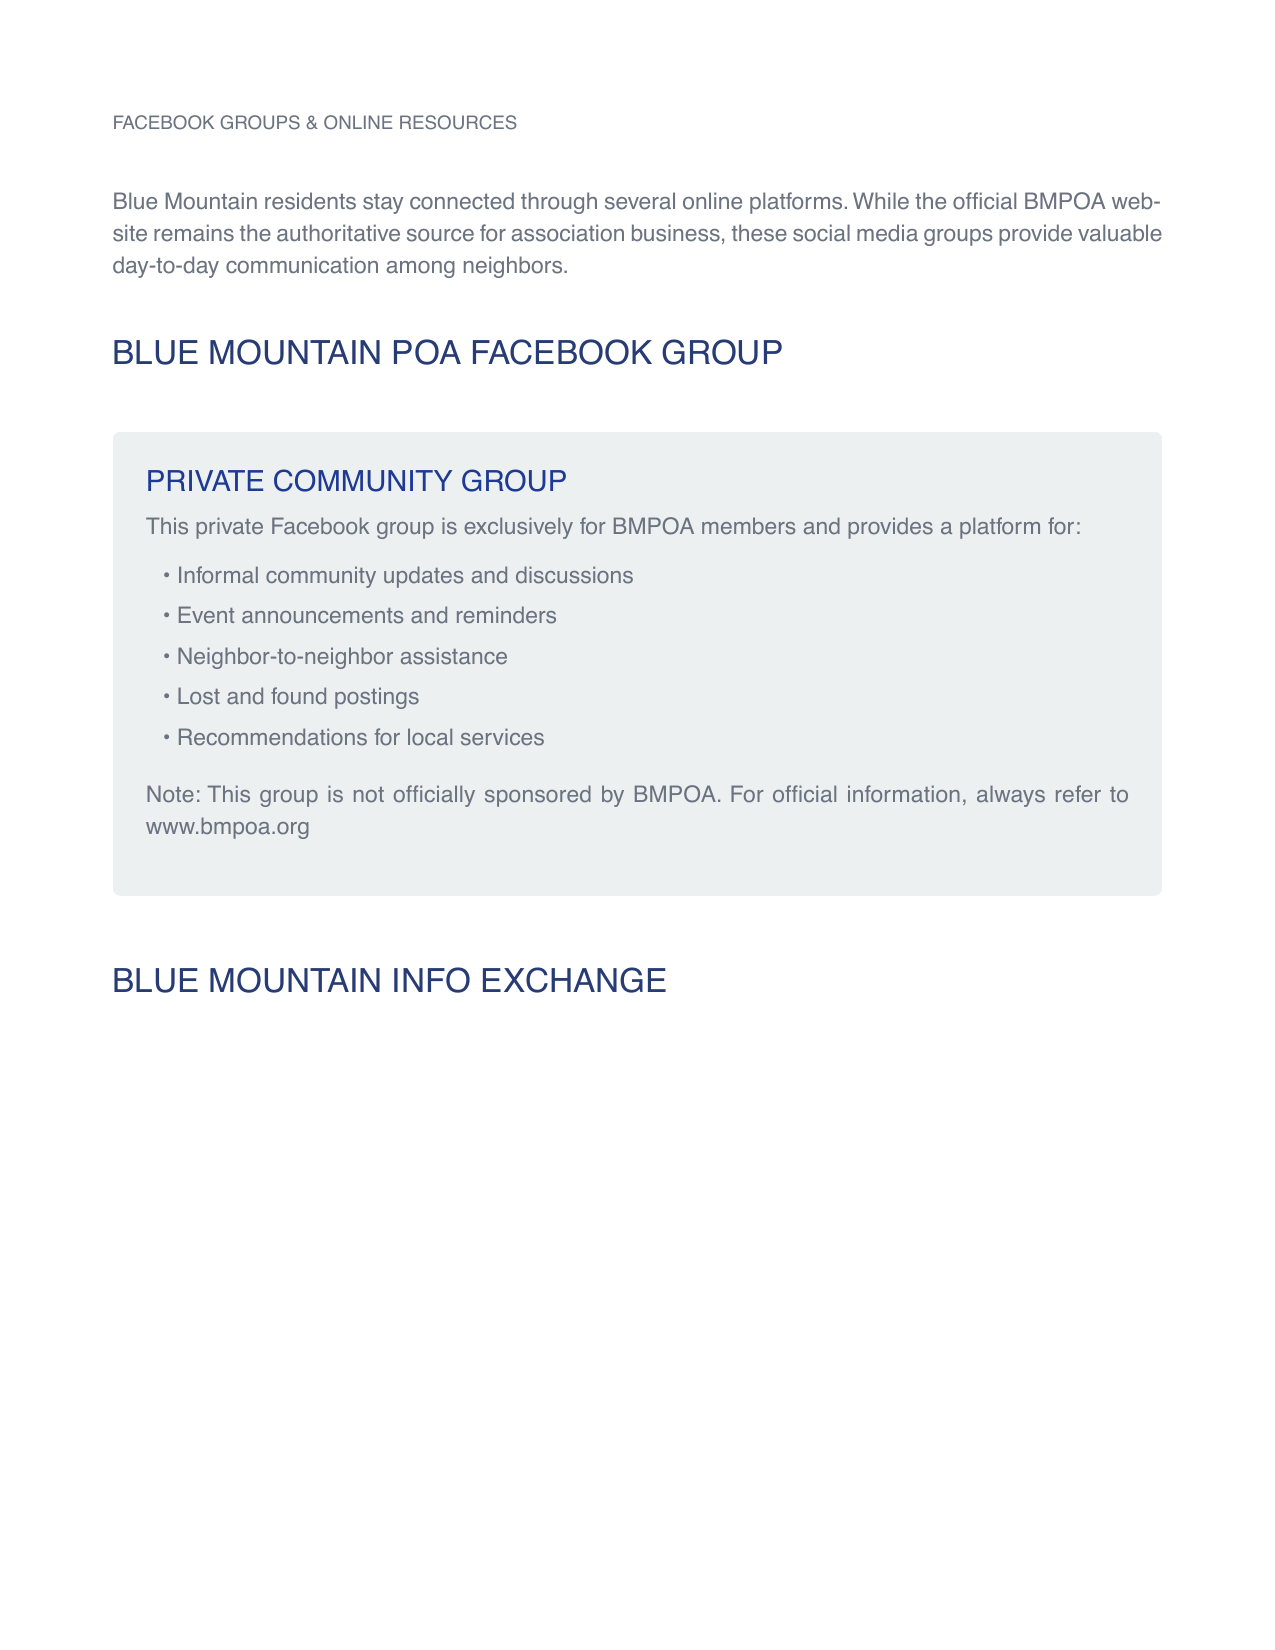 FACEBOOK GROUPS & ONLINE RESOURCES
Blue Mountain residents stay connected through several online platforms. While the official BMPOA web-
site remains the authoritative source for association business, these social media groups provide valuable
day-to-day communication among neighbors.
BLUE MOUNTAIN POA FACEBOOK GROUP
PRIVATE COMMUNITY GROUP
This private Facebook group is exclusively for BMPOA members and provides a platform for:
• Informal community updates and discussions
• Event announcements and reminders
• Neighbor-to-neighbor assistance
• Lost and found postings
• Recommendations for local services
Note: This group is not officially sponsored by BMPOA. For official information, always refer to
www.bmpoa.org
BLUE MOUNTAIN INFO EXCHANGE